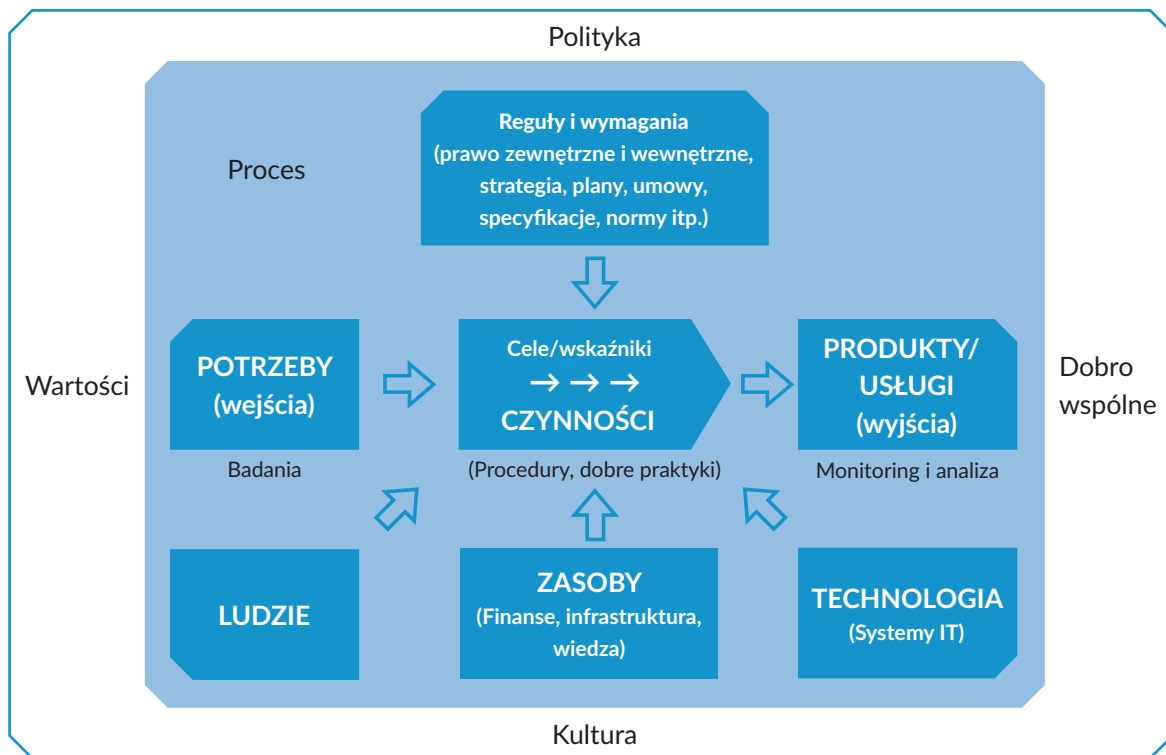 Polityka
Reguły i wymagania
(prawo zewnętrzne i wewnętrzne,
strategia, plany, umowy,
specyfikacje, normy itp.)
Proces
Wartości
POTRZEBY
(wejścia)
Badania
Cele/wskaźniki
→ → →
CZYNNOŚCI
(Procedury, dobre praktyki)
PRODUKTY/
USŁUGI
(wyjścia)
Monitoring i analiza
Dobro
wspólne
LUDZIE
ZASOBY
(Finanse, infrastruktura,
wiedza)
TECHNOLOGIA
(Systemy IT)
Kultura